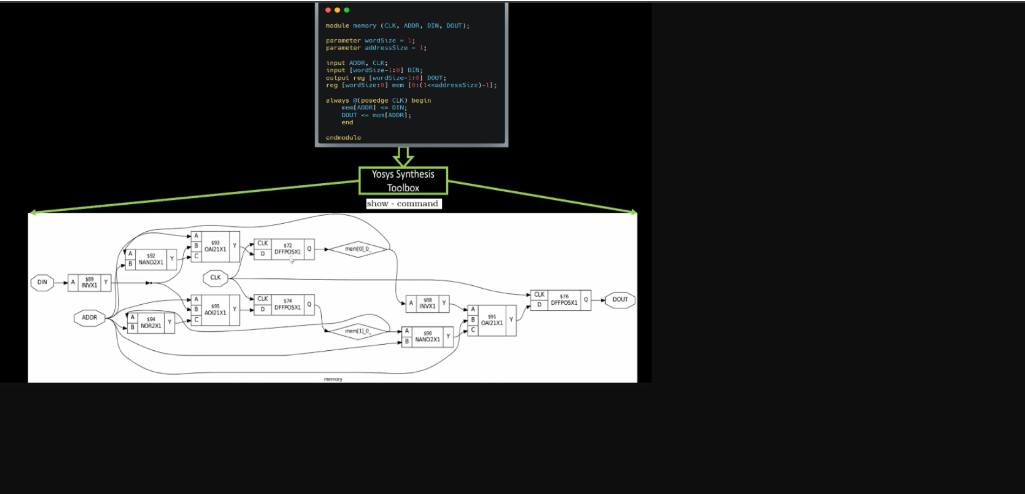 module memory (CLK, ADDR, DIN, DOUT);
parameter wordSize = 1;
parameter addressSize = 1;
input ADDR, CLK;
input [wordSize-1:0] DIN;
output reg [wordSize-1:0] DOUT;
reg [wordSize:0] mem [0:(1<<addressSize)-1];
always @(posedge CLK) begin
mem[ADDR] <= DIN;
DOUT <= mem[ADDR];
end
endmodule
Yosys Synthesis
Toolbox
show - command
DIN
A $89 INVX1 Y
ADDR
A B $92 NAND2X1 Y
A B $94 NOR2X1 Y
A B C $93 OAI21X1 Y
CLK
A B C $95 AOI21X1 Y
CLK D $72 DFFPOSX1 Q
mem[0]_0_
CLK D $74 DFFPOSX1 Q
mem[1]_0_
A $88 INVX1 Y
A B $90 NAND2X1 Y
A B C $91 OAI21X1 Y
CLK D $76 DFFPOSX1 Q
DOUT
memory